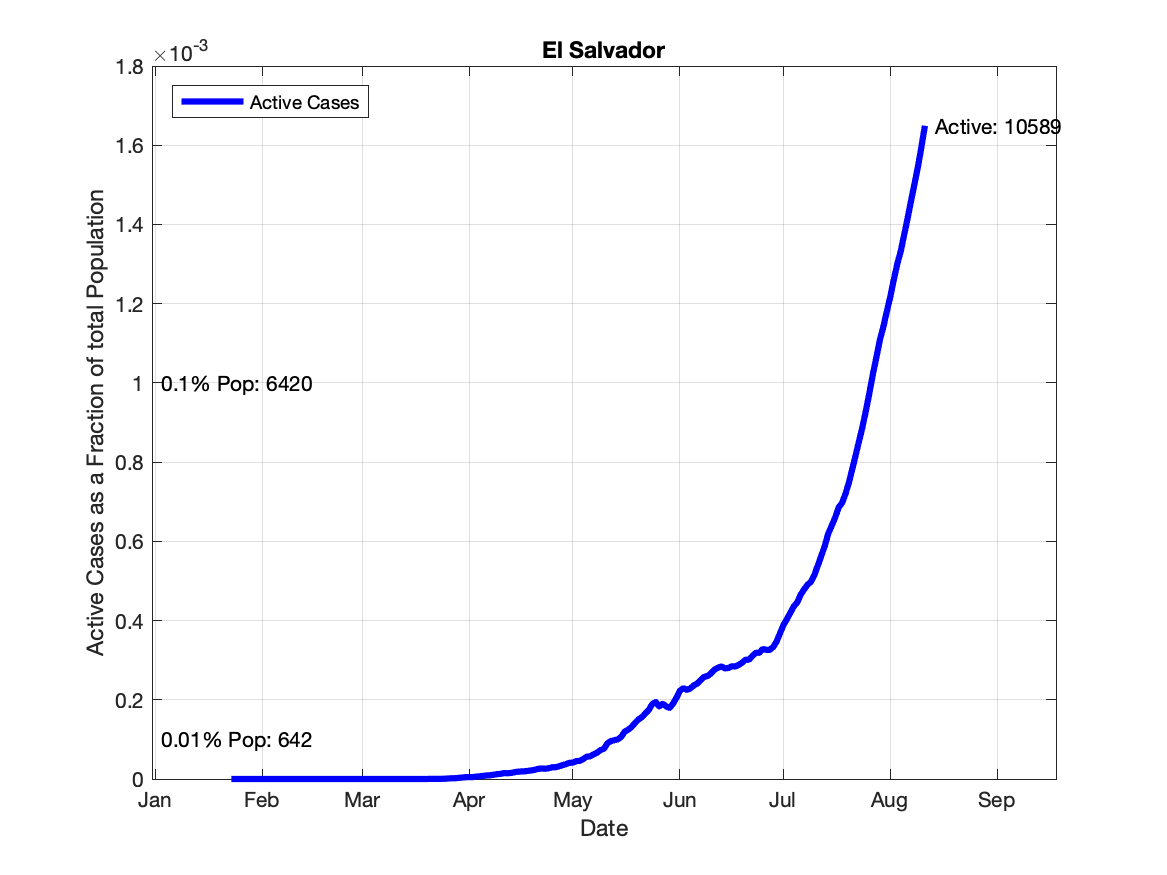 El Salvador
×10-3
1.8
1.6
1.4
1.2
1
0.8
0.6
0.4
0.2
0
Active Cases as a Fraction of total Population
Active Cases
Active: 10589
0.1% Pop: 6420
0.01% Pop: 642
Jan Feb Mar Apr May Jun Jul Aug Sep
Date